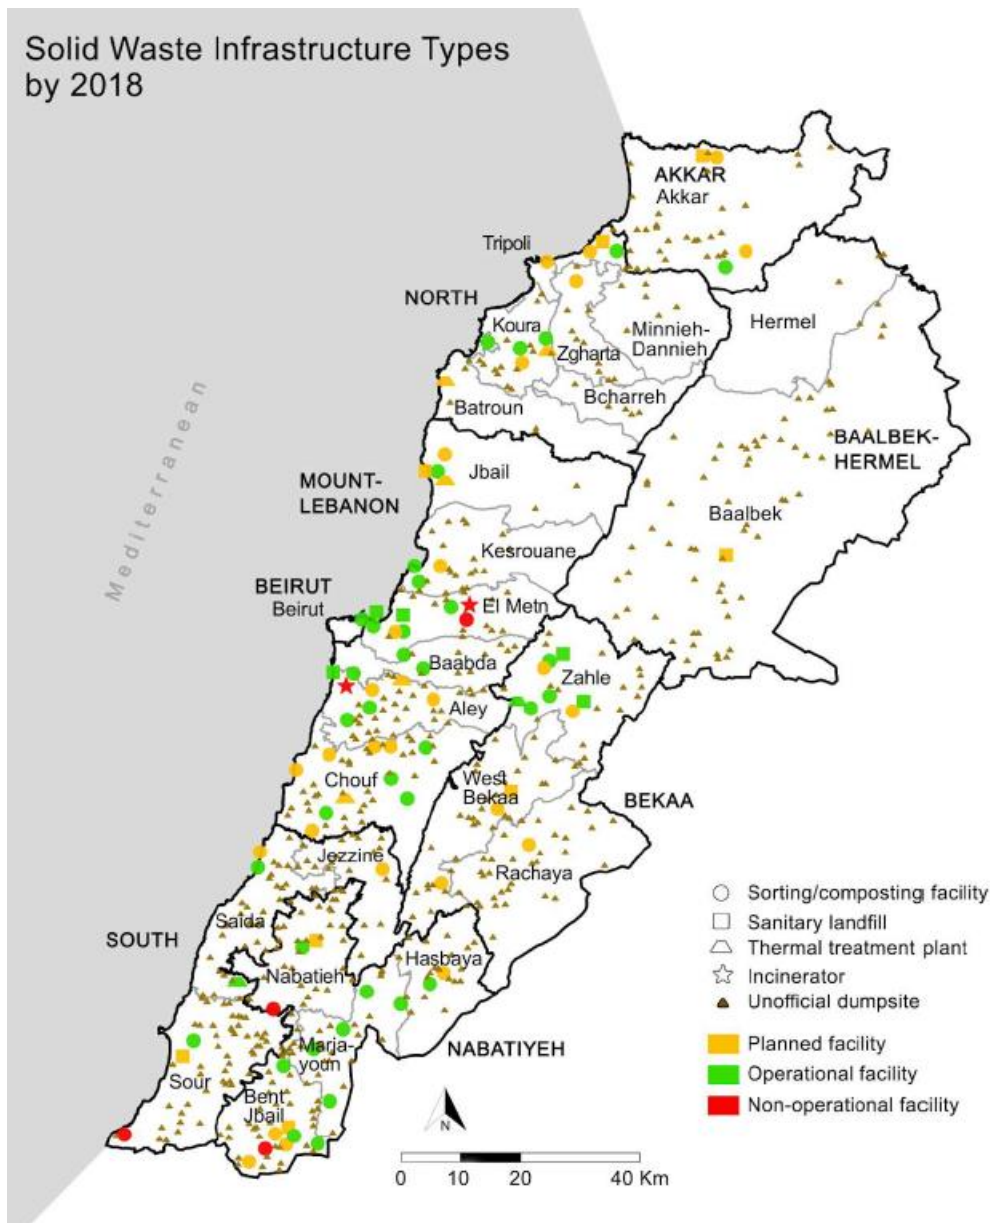 Solid Waste Infrastructure Types
by 2018
AKKAR
Akkar
Tripoli
NORTH
Koura
Minnieh-
Dannieh
Hermel
Zgharta
Bcharreh
Batroun
BAALBEK-
HERMEL
Mediterranean
MOUNT-
LEBANON
Jbail
Baalbek
Kesrouane
BEIRUT
Beirut
El Metn
Baabda
Zahle
Aley
Chouf
West
Bekaa
BEKAA
Jezzine
Rachaya
Saida
SOUTH
Hasbaya
Nabatieh
NABATIYEH
Marja-
youn
Sour
Bent
Jbail
Sorting/composting facility
Sanitary landfill
Thermal treatment plant
Incinerator
Unofficial dumpsite
Planned facility
Operational facility
Non-operational facility
N
0 10 20 40 Km